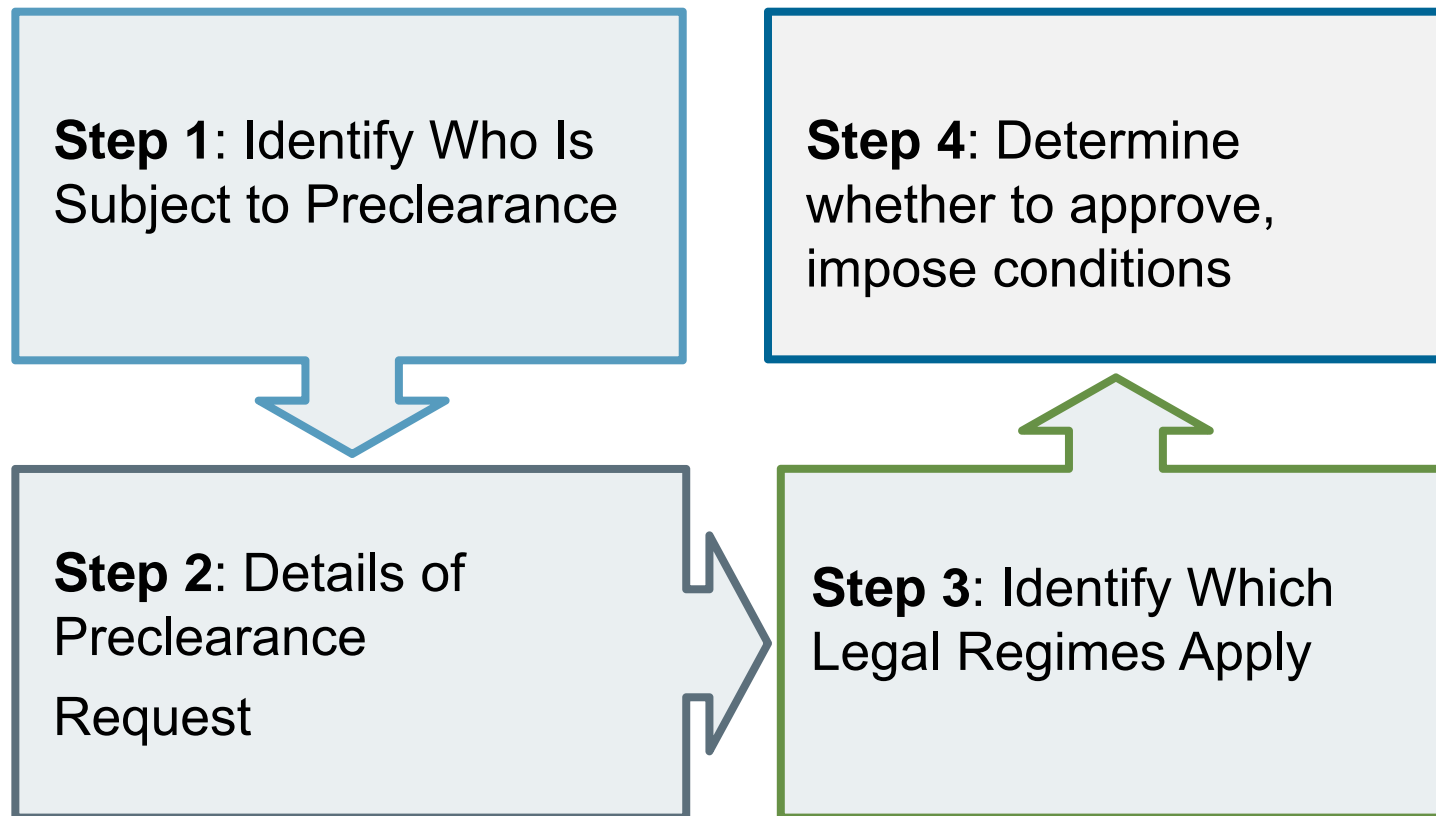 Step 1: Identify Who Is
Subject to Preclearance
Step 2: Details of
Preclearance
Request
Step 3: Identify Which
Legal Regimes Apply
Step 4: Determine
whether to approve,
impose conditions